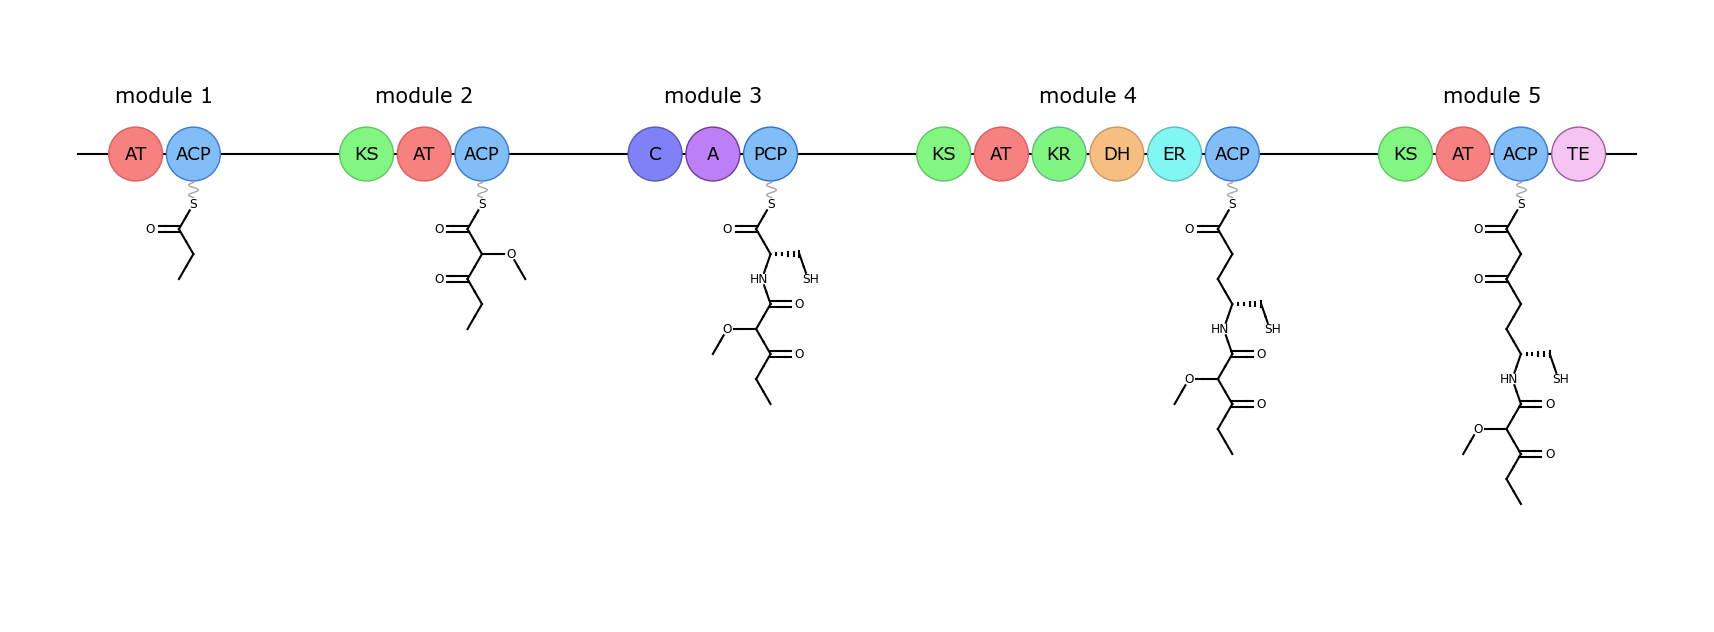 module 1 module 2 module 3 module 4 module 5
AT ACP KS AT ACP C A PCP KS AT KR DH ER ACP KS AT ACP TE
S S S S S
O O O O O
O
O SH HN O O
O HN SH
O O HN SH
O O
O O
O O
O